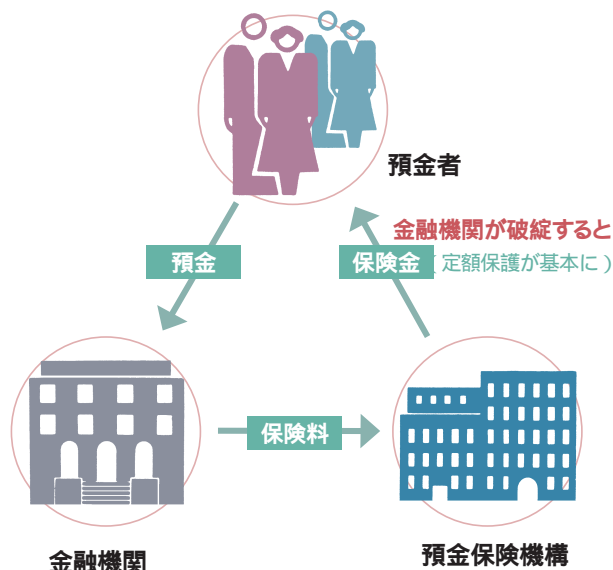 預金者
金融機関が破綻すると
預金
保険金
(定額保護が基本に)
保険料
預金保険機構
金融機関